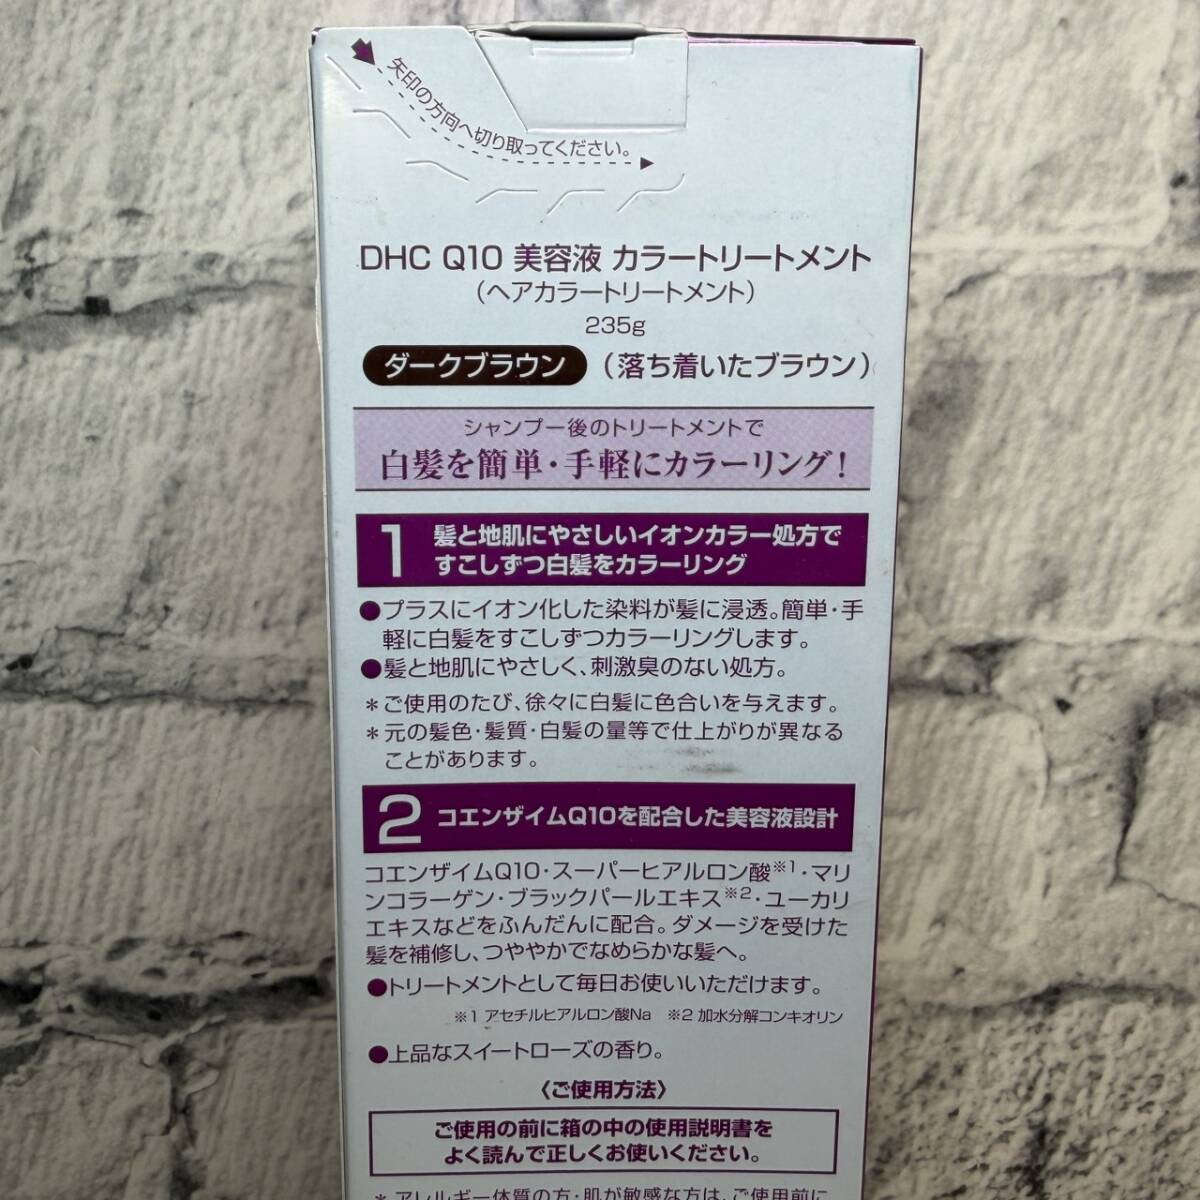 矢印の方向へ切り取ってください。
DHC Q10 美容液 カラートリートメント
(ヘアカラートリートメント)
235g
ダークブラウン (落ち着いたブラウン)
シャンプー後のトリートメントで
白髪を簡単・手軽にカラーリング!
1 髪と地肌にやさしいイオンカラー処方で
すこしずつ白髪をカラーリング
●プラスにイオン化した染料が髪に浸透。簡単・手
軽に白髪をすこしずつカラーリングします。
●髪と地肌にやさしく、刺激臭のない処方。
＊ご使用のたび、徐々に白髪に色合いを与えます。
＊元の髪色・髪質・白髪の量等で仕上がりが異なる
ことがあります。
2 コエンザイムQ10を配合した美容液設計
コエンザイムQ10・スーパーヒアルロン酸※1・マリ
ンコラーゲン・ブラックパールエキス※2・ユーカリ
エキスなどをふんだんに配合。ダメージを受けた
髪を補修し、つややかでなめらかな髪へ。
●トリートメントとして毎日お使いいただけます。
※1 アセチルヒアルロン酸Na ※2 加水分解コンキオリン
●上品なスイートローズの香り。
〈ご使用方法〉
ご使用の前に箱の中の使用説明書を
よく読んで正しくお使いください。
＊アレルギー体質の方・肌が敏感な方は、ご使用前に